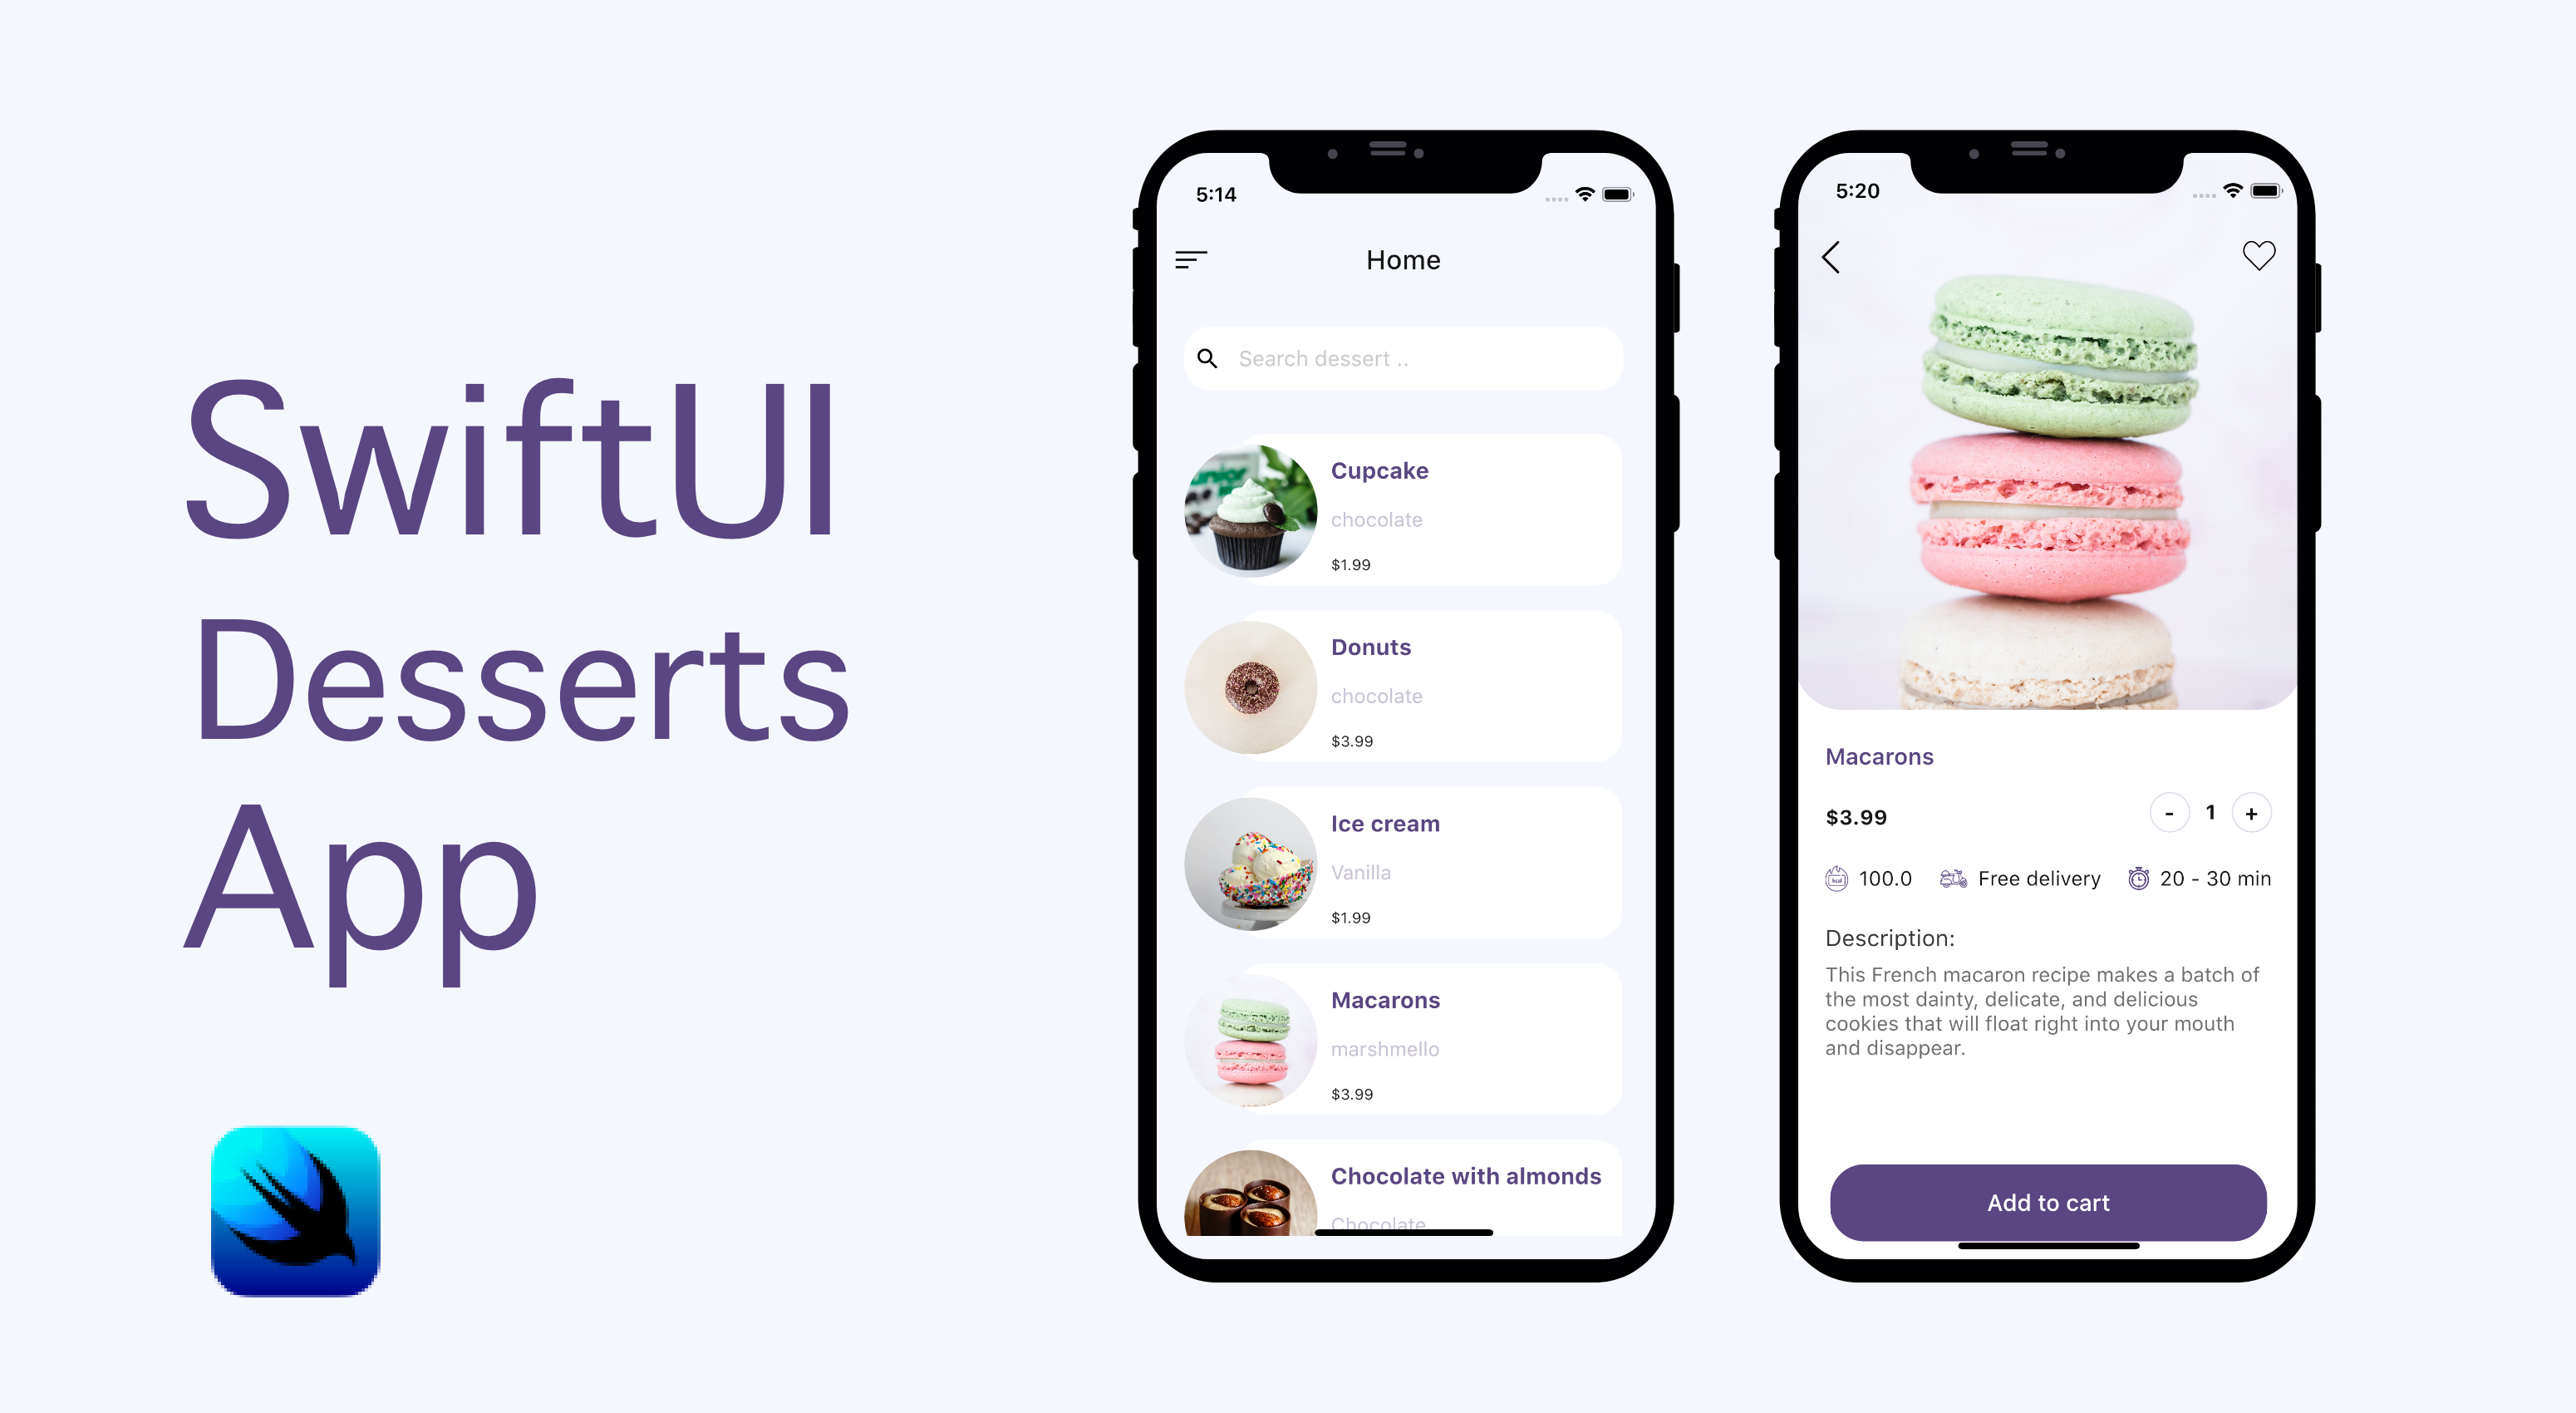 SwiftUI
Desserts
App
5:14
Home
Search dessert ..
Cupcake
chocolate
$1.99
Donuts
chocolate
$3.99
Ice cream
Vanilla
$1.99
Macarons
marshmello
$3.99
Chocolate with almonds
Chocolate
5:20
Macarons
$3.99
- 1 +
kcal 100.0 Free delivery 20 - 30 min
Description:
This French macaron recipe makes a batch of
the most dainty, delicate, and delicious
cookies that will float right into your mouth
and disappear.
Add to cart